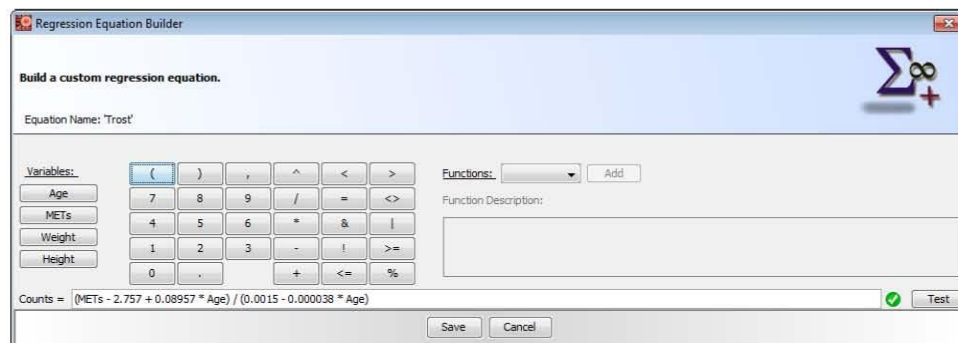 Regression Equation Builder
Build a custom regression equation.
Equation Name: 'Trost'
Variables:
Age
METs
Weight
Height
( ) , ^ < >
7 8 9 / = <>
4 5 6 * & |
1 2 3 - ! >=
0 . + <= %
Functions:
Add
Function Description:
Counts = (METs - 2.757 + 0.08957 * Age) / (0.0015 - 0.000038 * Age)
Test
Save Cancel